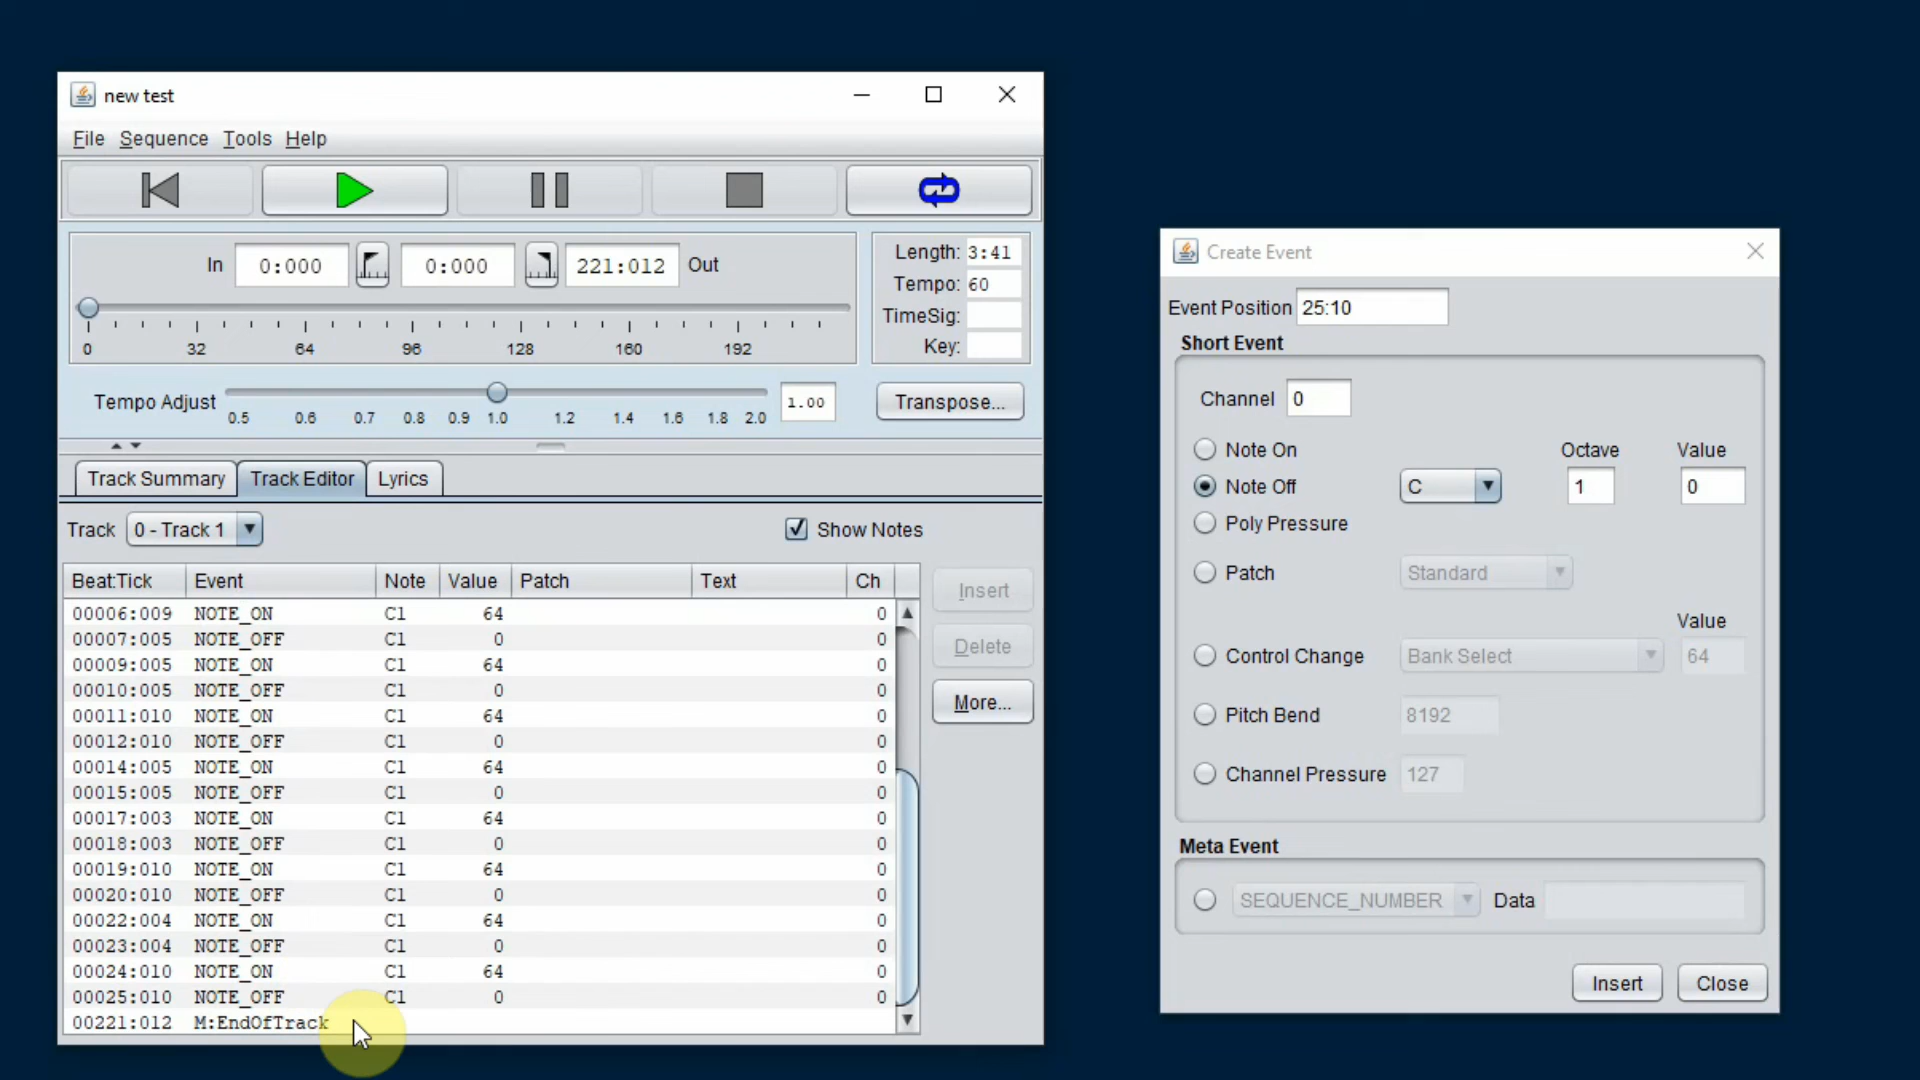 new test
File Sequence Tools Help
In 0:000 0:000 221:012 Out
Length: 3:41
Tempo: 60
TimeSig:
Key:
0 32 64 96 128 160 192
Tempo Adjust 1.00 Transpose...
0.5 0.6 0.7 0.8 0.9 1.0 1.2 1.4 1.6 1.8 2.0
Track Summary Track Editor Lyrics
Track 0 - Track 1 Show Notes
Beat:Tick Event Note Value Patch Text Ch
00006:009 NOTE_ON C1 64 0
00007:005 NOTE_OFF C1 0 0
00009:005 NOTE_ON C1 64 0
00010:005 NOTE_OFF C1 0 0
00011:010 NOTE_ON C1 64 0
00012:010 NOTE_OFF C1 0 0
00014:005 NOTE_ON C1 64 0
00015:005 NOTE_OFF C1 0 0
00017:003 NOTE_ON C1 64 0
00018:003 NOTE_OFF C1 0 0
00019:010 NOTE_ON C1 64 0
00020:010 NOTE_OFF C1 0 0
00022:004 NOTE_ON C1 64 0
00023:004 NOTE_OFF C1 0 0
00024:010 NOTE_ON C1 64 0
00025:010 NOTE_OFF C1 0 0
00221:012 M:EndOfTrack
Insert
Delete
More...
Create Event
Event Position 25:10
Short Event
Channel 0
Note On Octave Value
Note Off C 1 0
Poly Pressure
Patch Standard
Value
Control Change Bank Select 64
Pitch Bend 8192
Channel Pressure 127
Meta Event
SEQUENCE_NUMBER Data
Insert Close